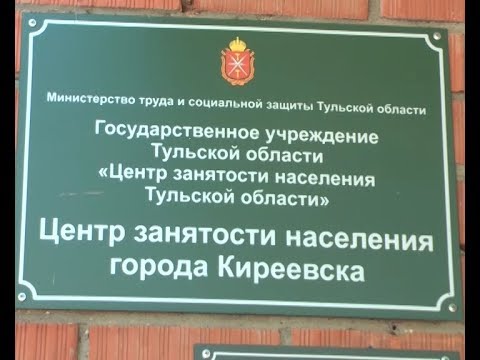 Министерство труда и социальной защиты Тульской области
Государственное учреждение
Тульской области
«Центр занятости населения
Тульской области»
Центр занятости населения
города Киреевска